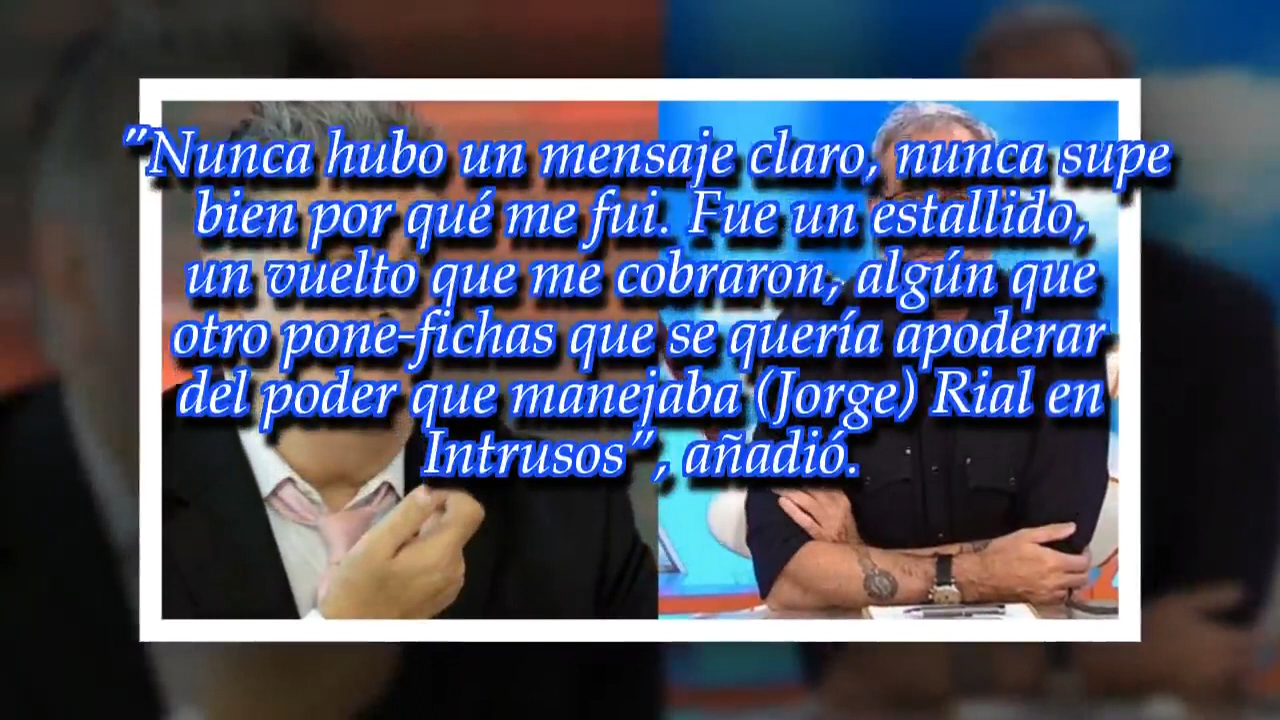 "Nunca hubo un mensaje claro, nunca supe
bien por qué me fui. Fue un estallido,
un vuelto que me cobraron, algún que
otro pone-fichas que se quería apoderar
del poder que manejaba (Jorge) Rial en
Intrusos”, añadió.